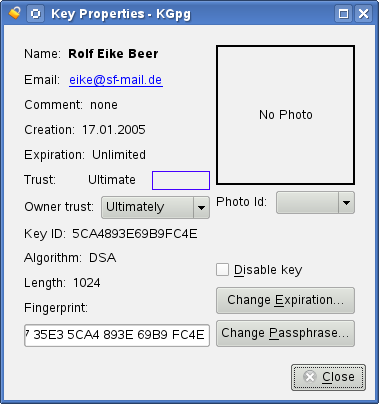 Key Properties - KGpg
Name: Rolf Eike Beer
Email: eike@sf-mail.de
Comment: none
No Photo
Creation: 17.01.2005
Expiration: Unlimited
Trust: Ultimate
Owner trust: Ultimately
Photo Id:
Key ID: 5CA4893E69B9FC4E
Algorithm: DSA
Disable key
Length: 1024
Change Expiration...
Fingerprint:
35E3 5CA4 893E 69B9 FC4E
Change Passphrase...
Close